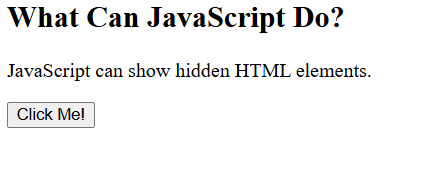 What Can JavaScript Do?
JavaScript can show hidden HTML elements.
Click Me!